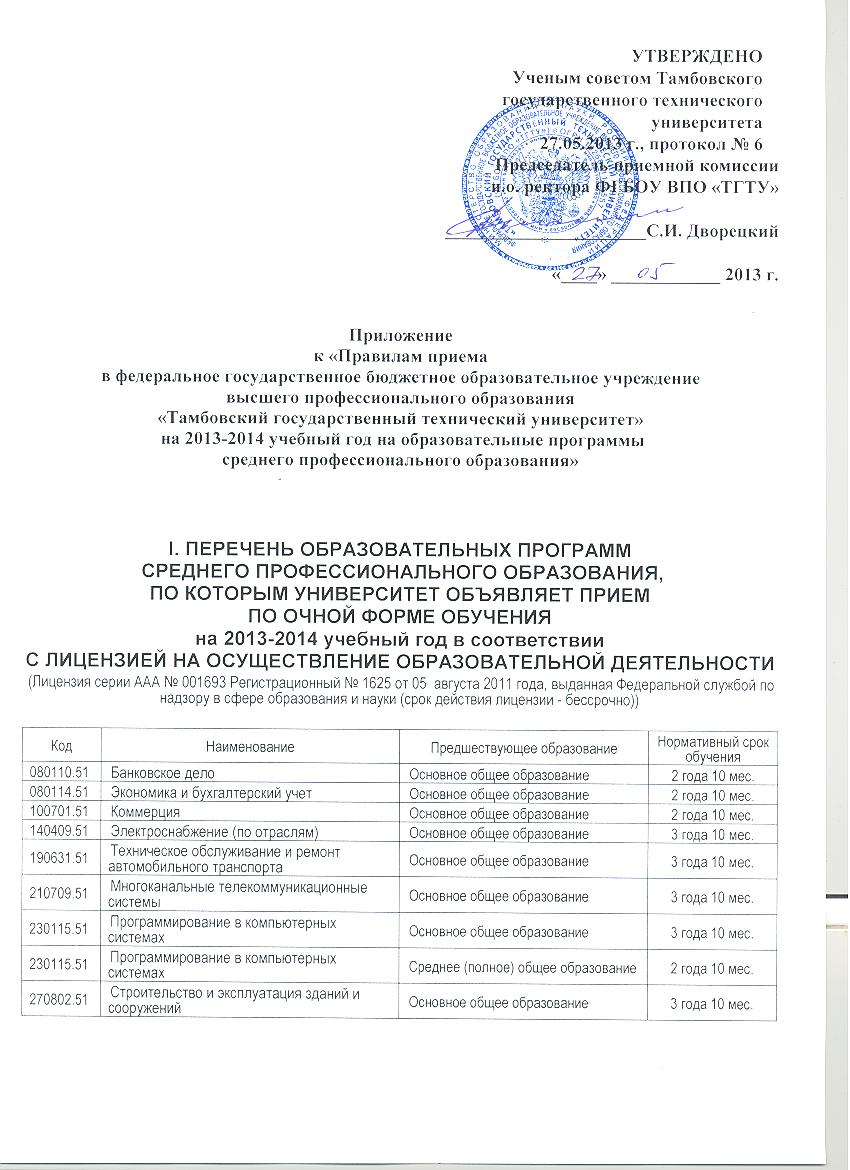 УТВЕРЖДЕНО
Ученым советом Тамбовского
государственного технического
университета
27.05.2013 г., протокол № 6
Председатель приемной комиссии
и.о. ректора ФГБОУ ВПО «ТГТУ»
С.И. Дворецкий
«27» 05 2013 г.
Приложение
к «Правилам приема
в федеральное государственное бюджетное образовательное учреждение
высшего профессионального образования
«Тамбовский государственный технический университет»
на 2013-2014 учебный год на образовательные программы
среднего профессионального образования»
I. ПЕРЕЧЕНЬ ОБРАЗОВАТЕЛЬНЫХ ПРОГРАММ
СРЕДНЕГО ПРОФЕССИОНАЛЬНОГО ОБРАЗОВАНИЯ,
ПО КОТОРЫМ УНИВЕРСИТЕТ ОБЪЯВЛЯЕТ ПРИЕМ
ПО ОЧНОЙ ФОРМЕ ОБУЧЕНИЯ
на 2013-2014 учебный год в соответствии
С ЛИЦЕНЗИЕЙ НА ОСУЩЕСТВЛЕНИЕ ОБРАЗОВАТЕЛЬНОЙ ДЕЯТЕЛЬНОСТИ
(Лицензия серии ААА № 001693 Регистрационный № 1625 от 05 августа 2011 года, выданная Федеральной службой по
надзору в сфере образования и науки (срок действия лицензии - бессрочно))
Код Наименование Предшествующее образование Нормативный срок
обучения
080110.51 Банковское дело Основное общее образование 2 года 10 мес.
080114.51 Экономика и бухгалтерский учет Основное общее образование 2 года 10 мес.
100701.51 Коммерция Основное общее образование 2 года 10 мес.
140409.51 Электроснабжение (по отраслям) Основное общее образование 3 года 10 мес.
190631.51 Техническое обслуживание и ремонт
автомобильного транспорта Основное общее образование 3 года 10 мес.
210709.51 Многоканальные телекоммуникационные
системы Основное общее образование 3 года 10 мес.
230115.51 Программирование в компьютерных
системах Основное общее образование 3 года 10 мес.
230115.51 Программирование в компьютерных
системах Среднее (полное) общее образование 2 года 10 мес.
270802.51 Строительство и эксплуатация зданий и
сооружений Основное общее образование 3 года 10 мес.